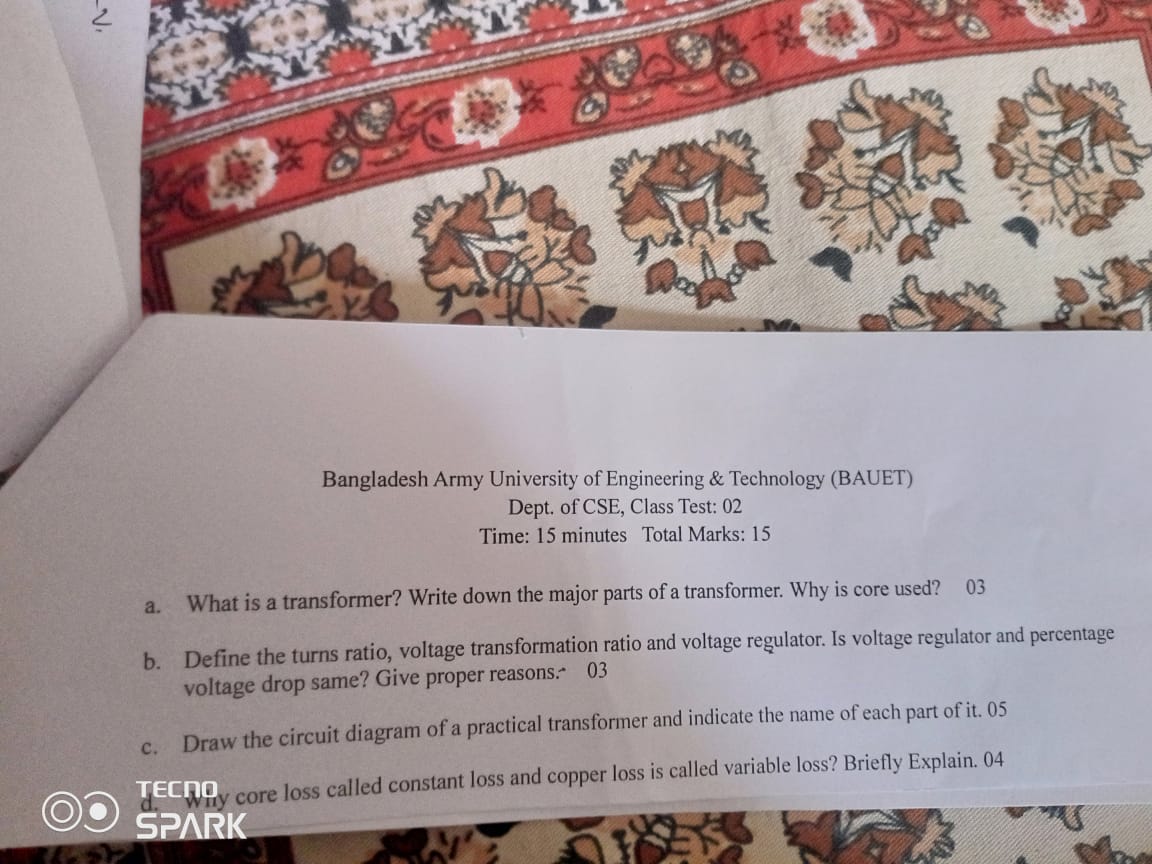 2
Bangladesh Army University of Engineering & Technology (BAUET)
Dept. of CSE, Class Test: 02
Time: 15 minutes Total Marks: 15
a. What is a transformer? Write down the major parts of a transformer. Why is core used? 03
b. Define the turns ratio, voltage transformation ratio and voltage regulator. Is voltage regulator and percentage
voltage drop same? Give proper reasons. 03
c. Draw the circuit diagram of a practical transformer and indicate the name of each part of it. 05
d. Why core loss called constant loss and copper loss is called variable loss? Briefly Explain. 04
TECNO
SPARK